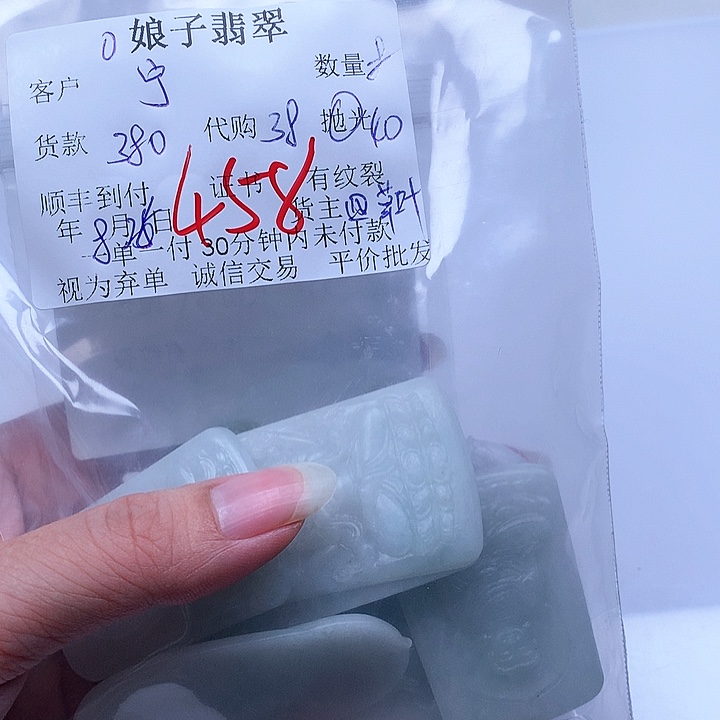 娘子翡翠
客户 宁 数量
货款 380 代购 38 抛光 40
顺丰到付 证书 有纹裂
458
年 8月26日 货主 四 叶
一单一付 30分钟内未付款
视为弃单 诚信交易 平价批发